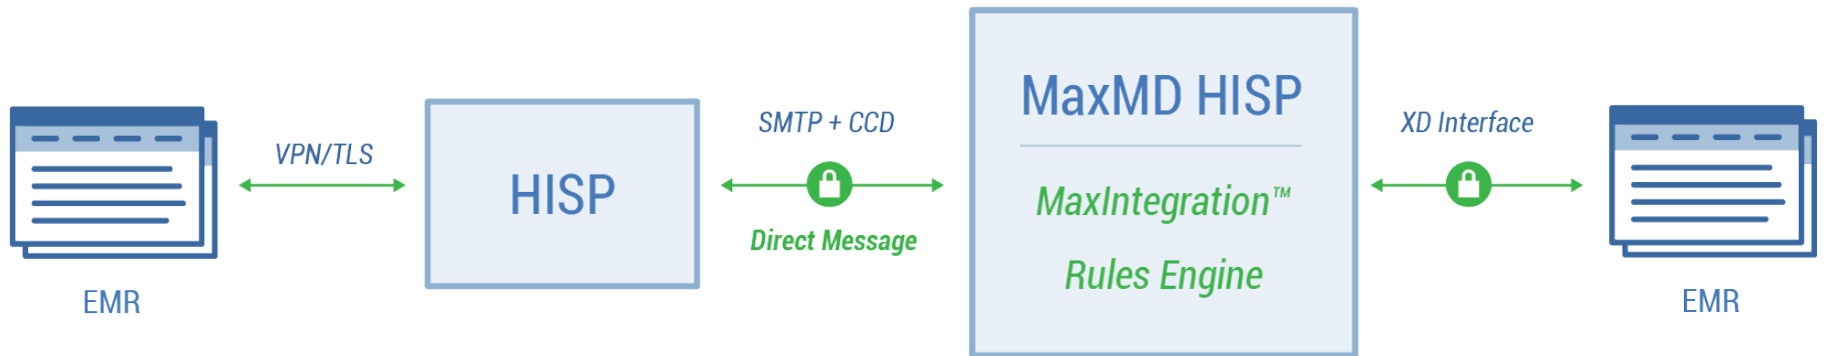 EMR
VPN/TLS
HISP
SMTP + CCD
Direct Message
MaxMD HISP
MaxIntegration™
Rules Engine
XD Interface
EMR